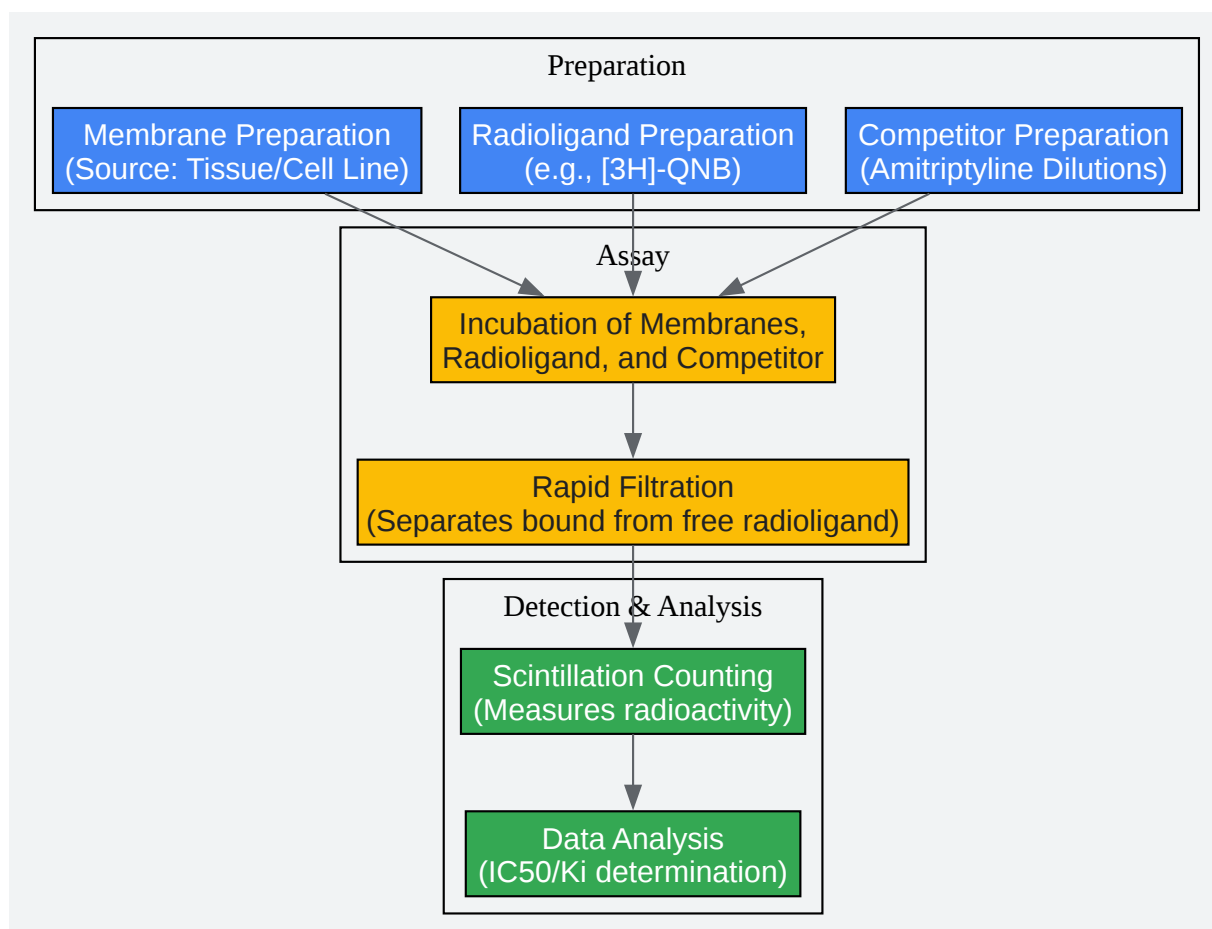 Preparation
Membrane Preparation
(Source: Tissue/Cell Line)
Radioligand Preparation
(e.g., [3H]-QNB)
Competitor Preparation
(Amitriptyline Dilutions)
Assay
Incubation of Membranes,
Radioligand, and Competitor
Rapid Filtration
(Separates bound from free radioligand)
Detection & Analysis
Scintillation Counting
(Measures radioactivity)
Data Analysis
(IC50/Ki determination)